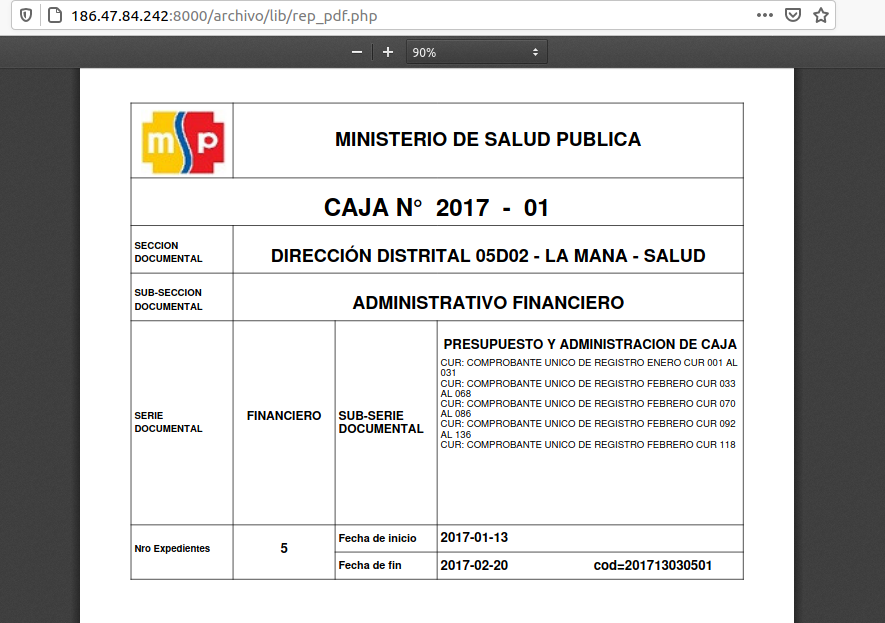 186.47.84.242:8000/archivo/lib/rep_pdf.php
90%
msp
MINISTERIO DE SALUD PUBLICA
CAJA N° 2017 - 01
SECCION
DOCUMENTAL
DIRECCIÓN DISTRITAL 05D02 - LA MANA - SALUD
SUB-SECCION
DOCUMENTAL
ADMINISTRATIVO FINANCIERO
SERIE
DOCUMENTAL
FINANCIERO
SUB-SERIE
DOCUMENTAL
PRESUPUESTO Y ADMINISTRACION DE CAJA
CUR: COMPROBANTE UNICO DE REGISTRO ENERO CUR 001 AL
031
CUR: COMPROBANTE UNICO DE REGISTRO FEBRERO CUR 033
AL 068
CUR: COMPROBANTE UNICO DE REGISTRO FEBRERO CUR 070
AL 086
CUR: COMPROBANTE UNICO DE REGISTRO FEBRERO CUR 092
AL 136
CUR: COMPROBANTE UNICO DE REGISTRO FEBRERO CUR 118
Nro Expedientes
5
Fecha de inicio
2017-01-13
Fecha de fin
2017-02-20 cod=201713030501